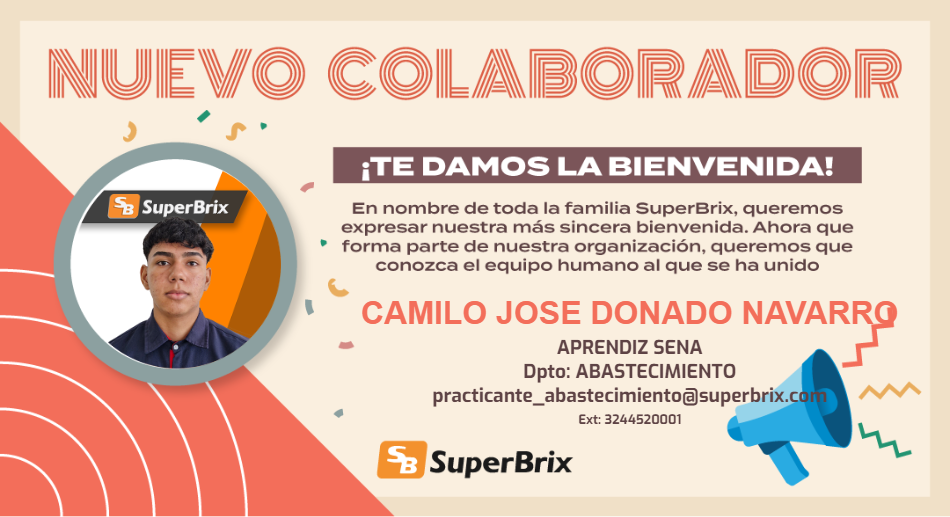 NUEVO COLABORADOR
¡TE DAMOS LA BIENVENIDA!
SB SuperBrix
En nombre de toda la familia SuperBrix, queremos
expresar nuestra más sincera bienvenida. Ahora que
forma parte de nuestra organización, queremos que
conozca el equipo humano al que se ha unido
CAMILO JOSE DONADO NAVARRO
APRENDIZ SENA
Dpto: ABASTECIMIENTO
practicante_abastecimiento@superbrix.com
Ext: 3244520001
SB SuperBrix